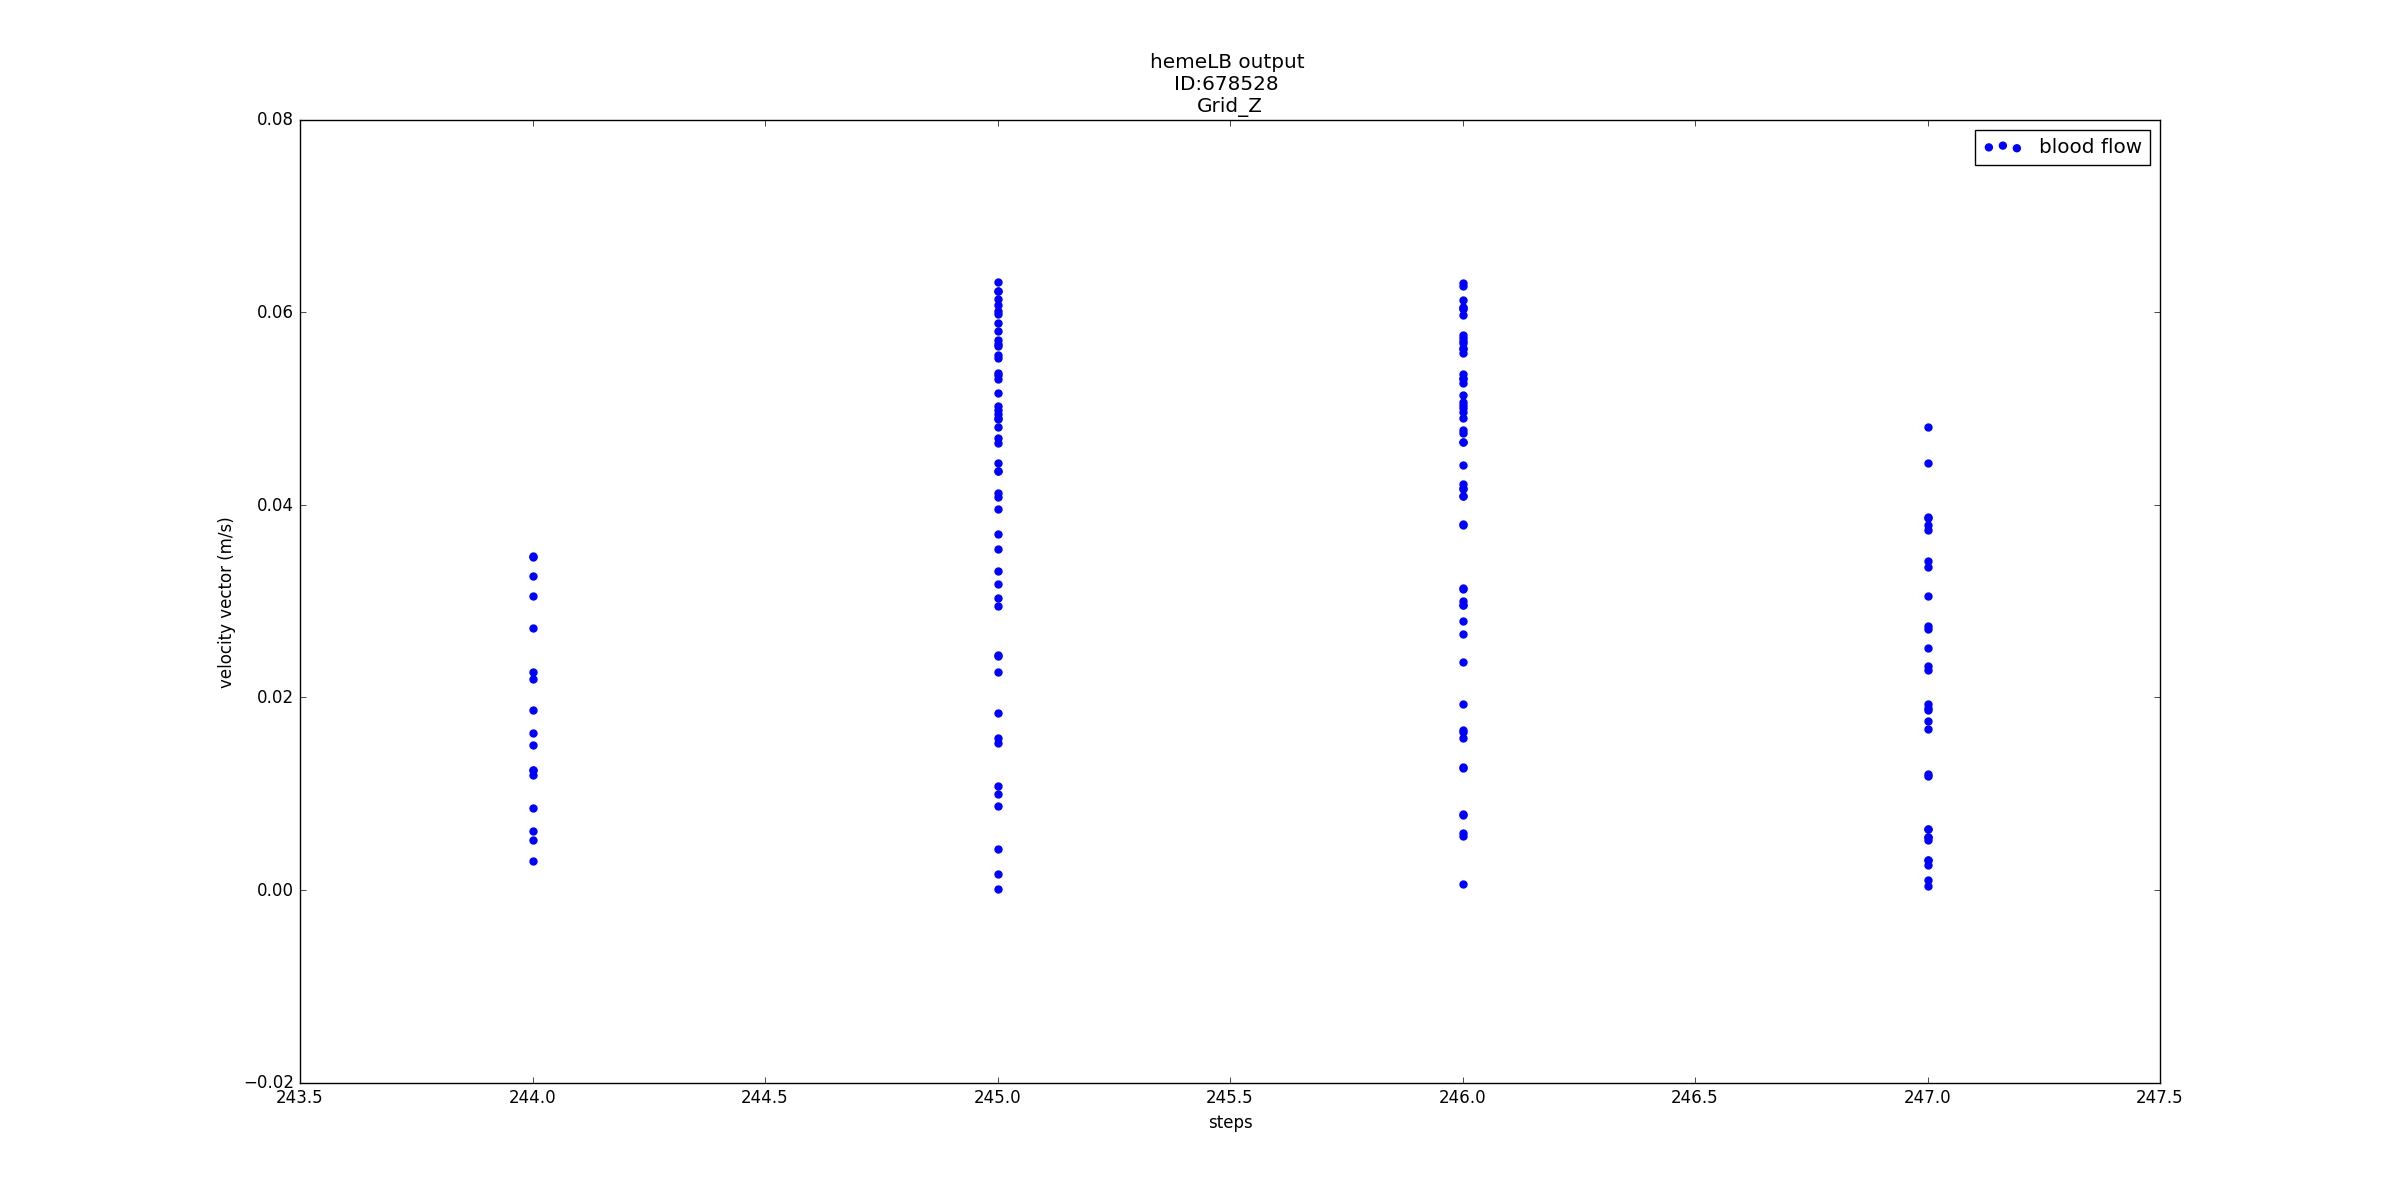 hemeLB output
ID:678528
Grid_Z
blood flow
velocity vector (m/s)
0.08
0.06
0.04
0.02
0.00
−0.02
243.5 244.0 244.5 245.0 245.5 246.0 246.5 247.0 247.5
steps